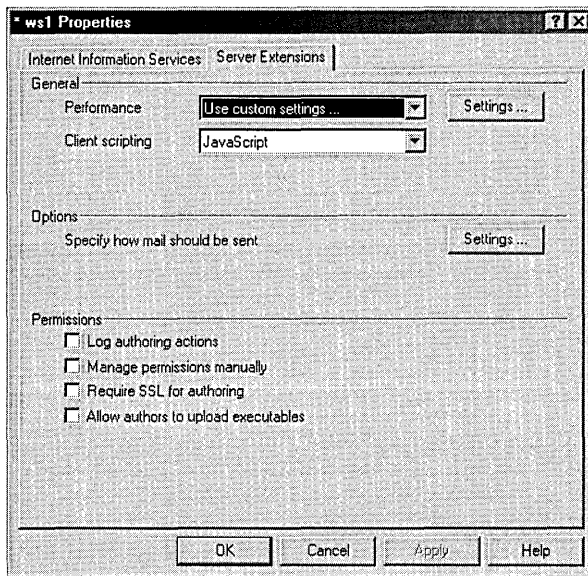 * ws1 Properties
Internet Information Services Server Extensions
General
Performance Use custom settings ... Settings ...
Client scripting JavaScript
Options
Specify how mail should be sent Settings ...
Permissions
Log authoring actions
Manage permissions manually
Require SSL for authoring
Allow authors to upload executables
OK Cancel Apply Help